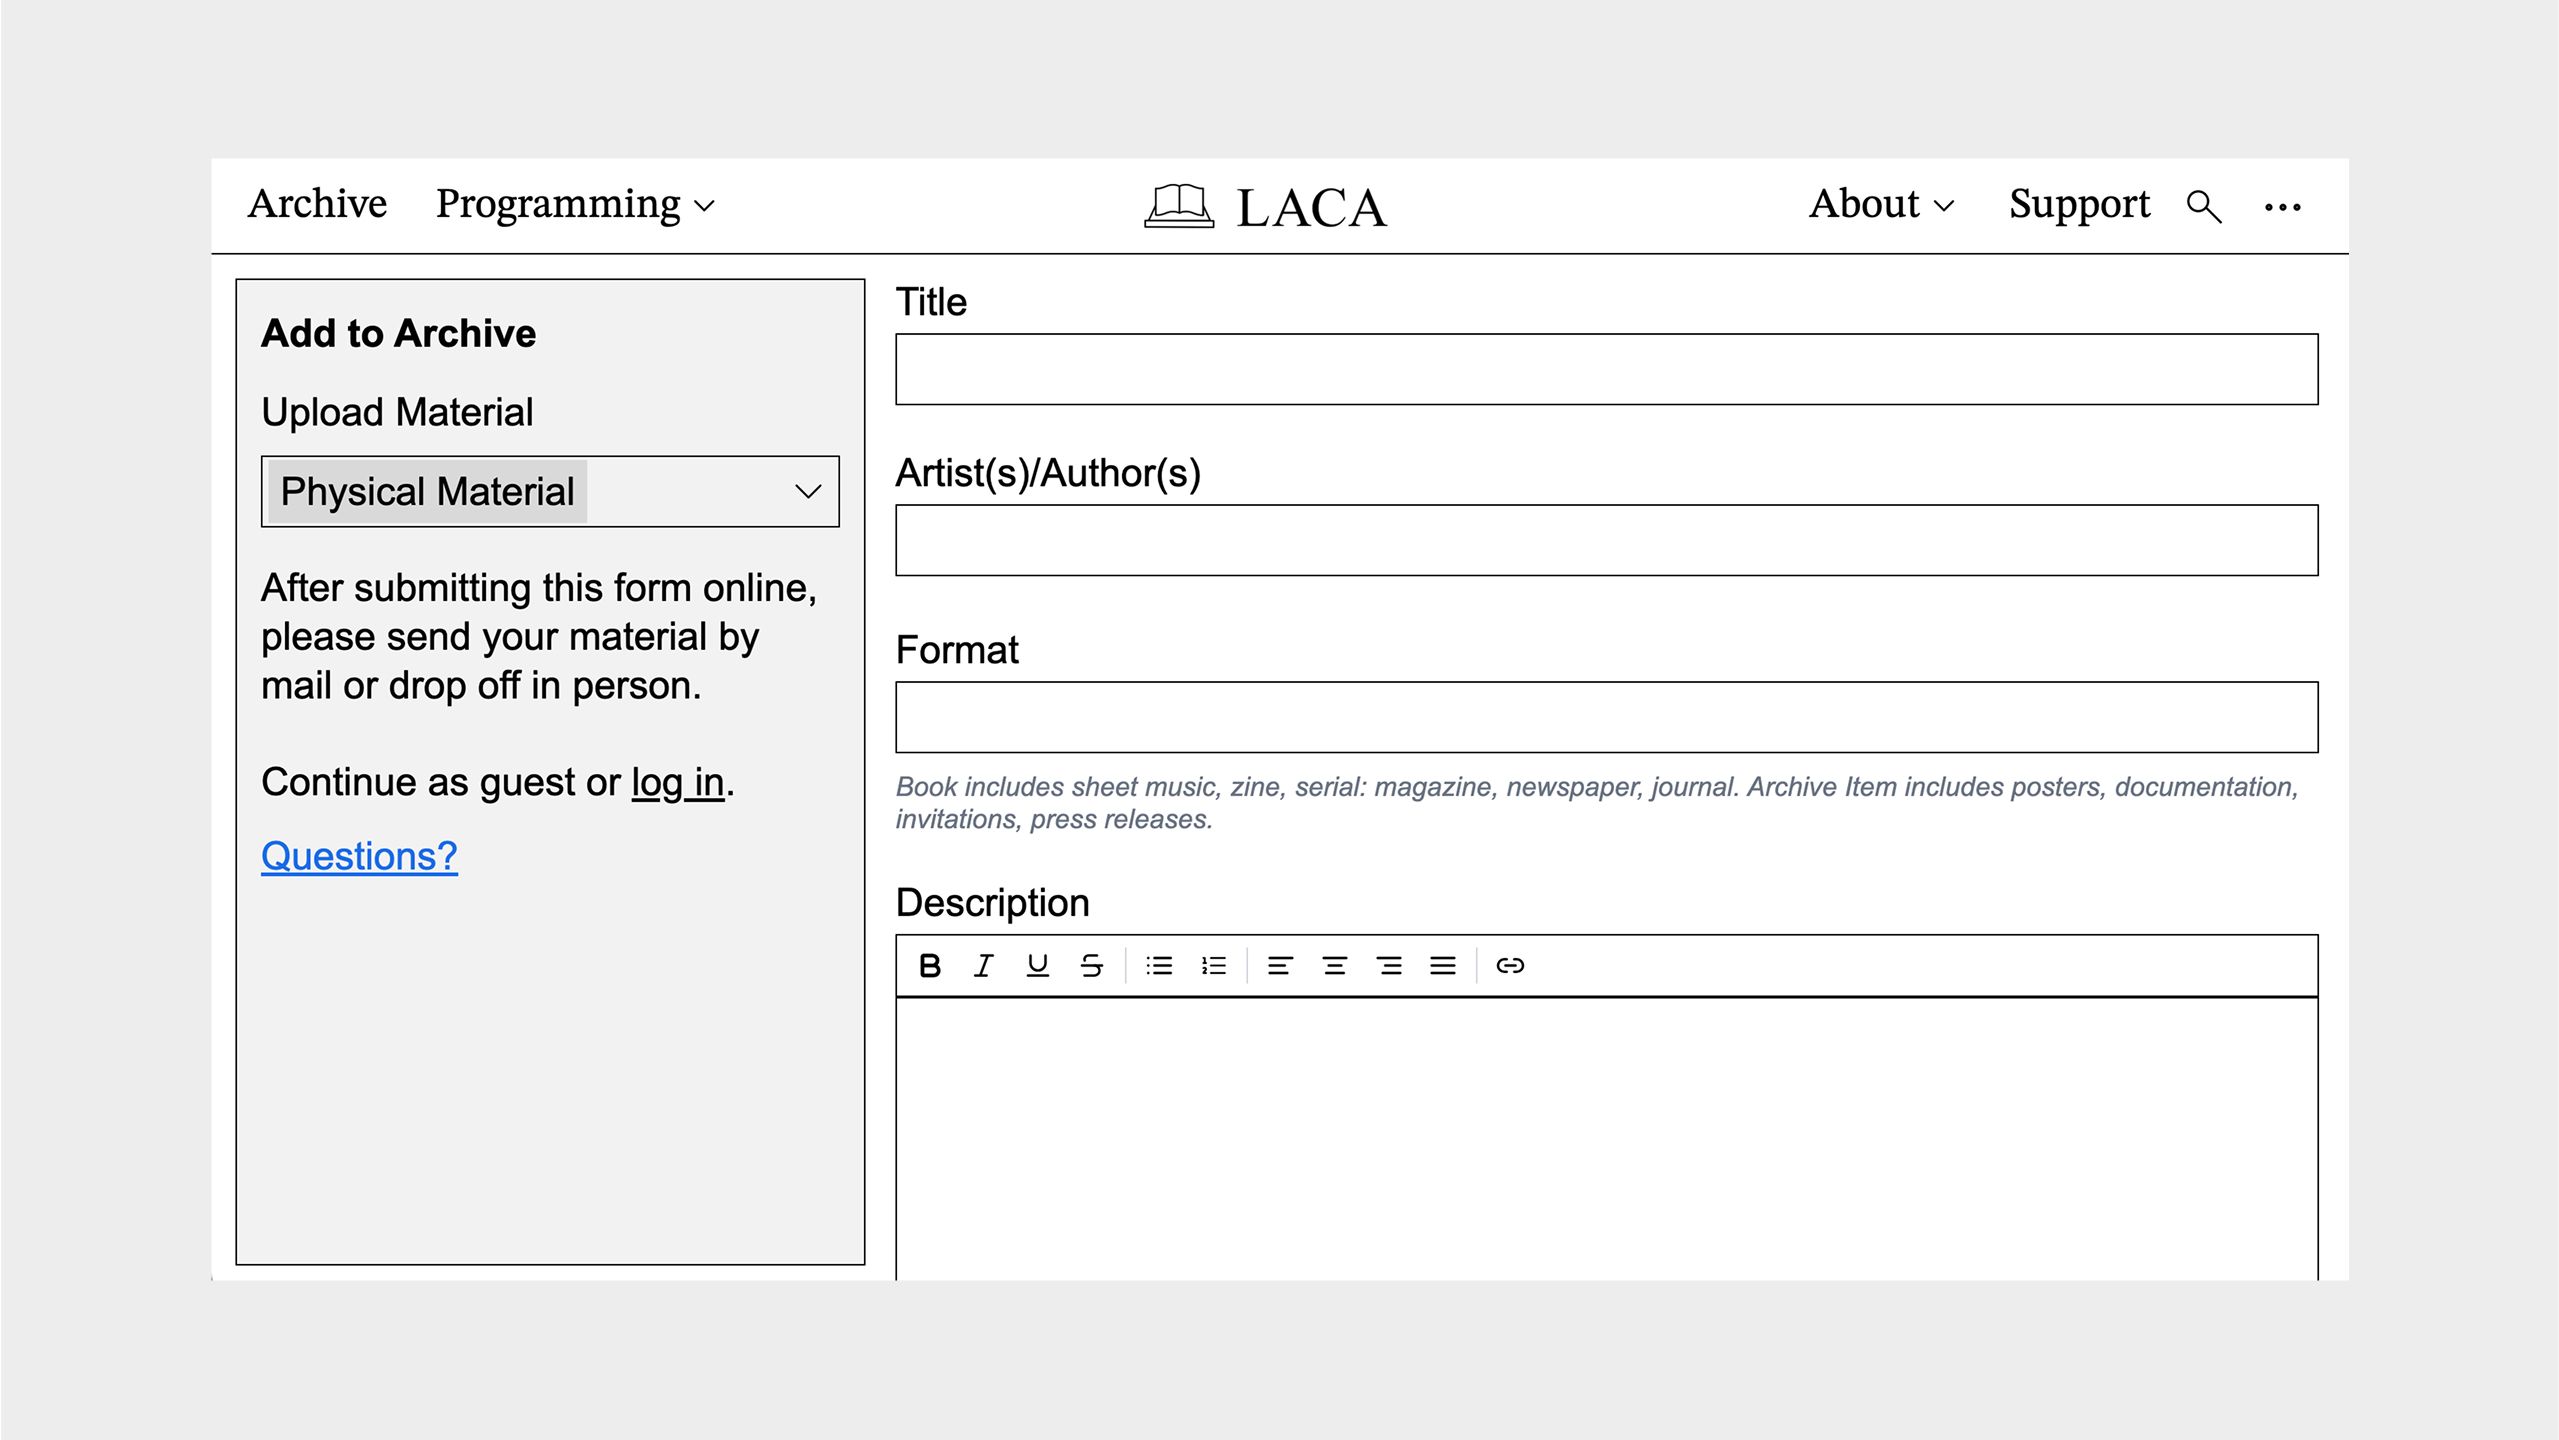 Archive Programming LACA About Support
Add to Archive
Upload Material
Physical Material
After submitting this form online,
please send your material by
mail or drop off in person.
Continue as guest or log in.
Questions?
Title
Artist(s)/Author(s)
Format
Book includes sheet music, zine, serial: magazine, newspaper, journal. Archive Item includes posters, documentation,
invitations, press releases.
Description